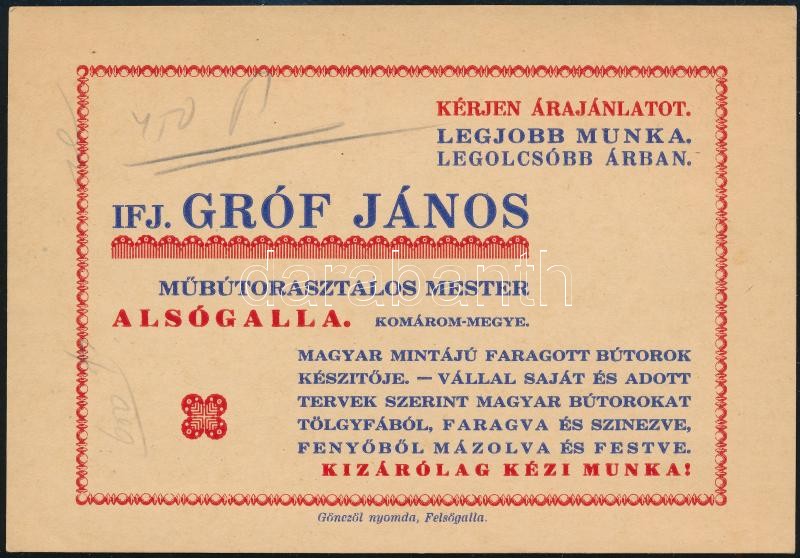 KÉRJEN ÁRAJÁNLATOT.
LEGJOBB MUNKA.
LEGOLCSÓBB ÁRBAN.
IFJ. GRÓF JÁNOS
darabanth
MŰBÚTORASZTALOS MESTER
ALSÓGALLA. KOMÁROM-MEGYE.
MAGYAR MINTÁJÚ FARAGOTT BÚTOROK
KÉSZITŐJE. — VÁLLAL SAJÁT ÉS ADOTT
TERVEK SZERINT MAGYAR BÚTOROKAT
TÖLGYFÁBÓL, FARAGVA ÉS SZINEZVE,
FENYŐBŐL MÁZOLVA ÉS FESTVE.
KIZÁRÓLAG KÉZI MUNKA!
Gönczöl nyomda, Felsőgalla.